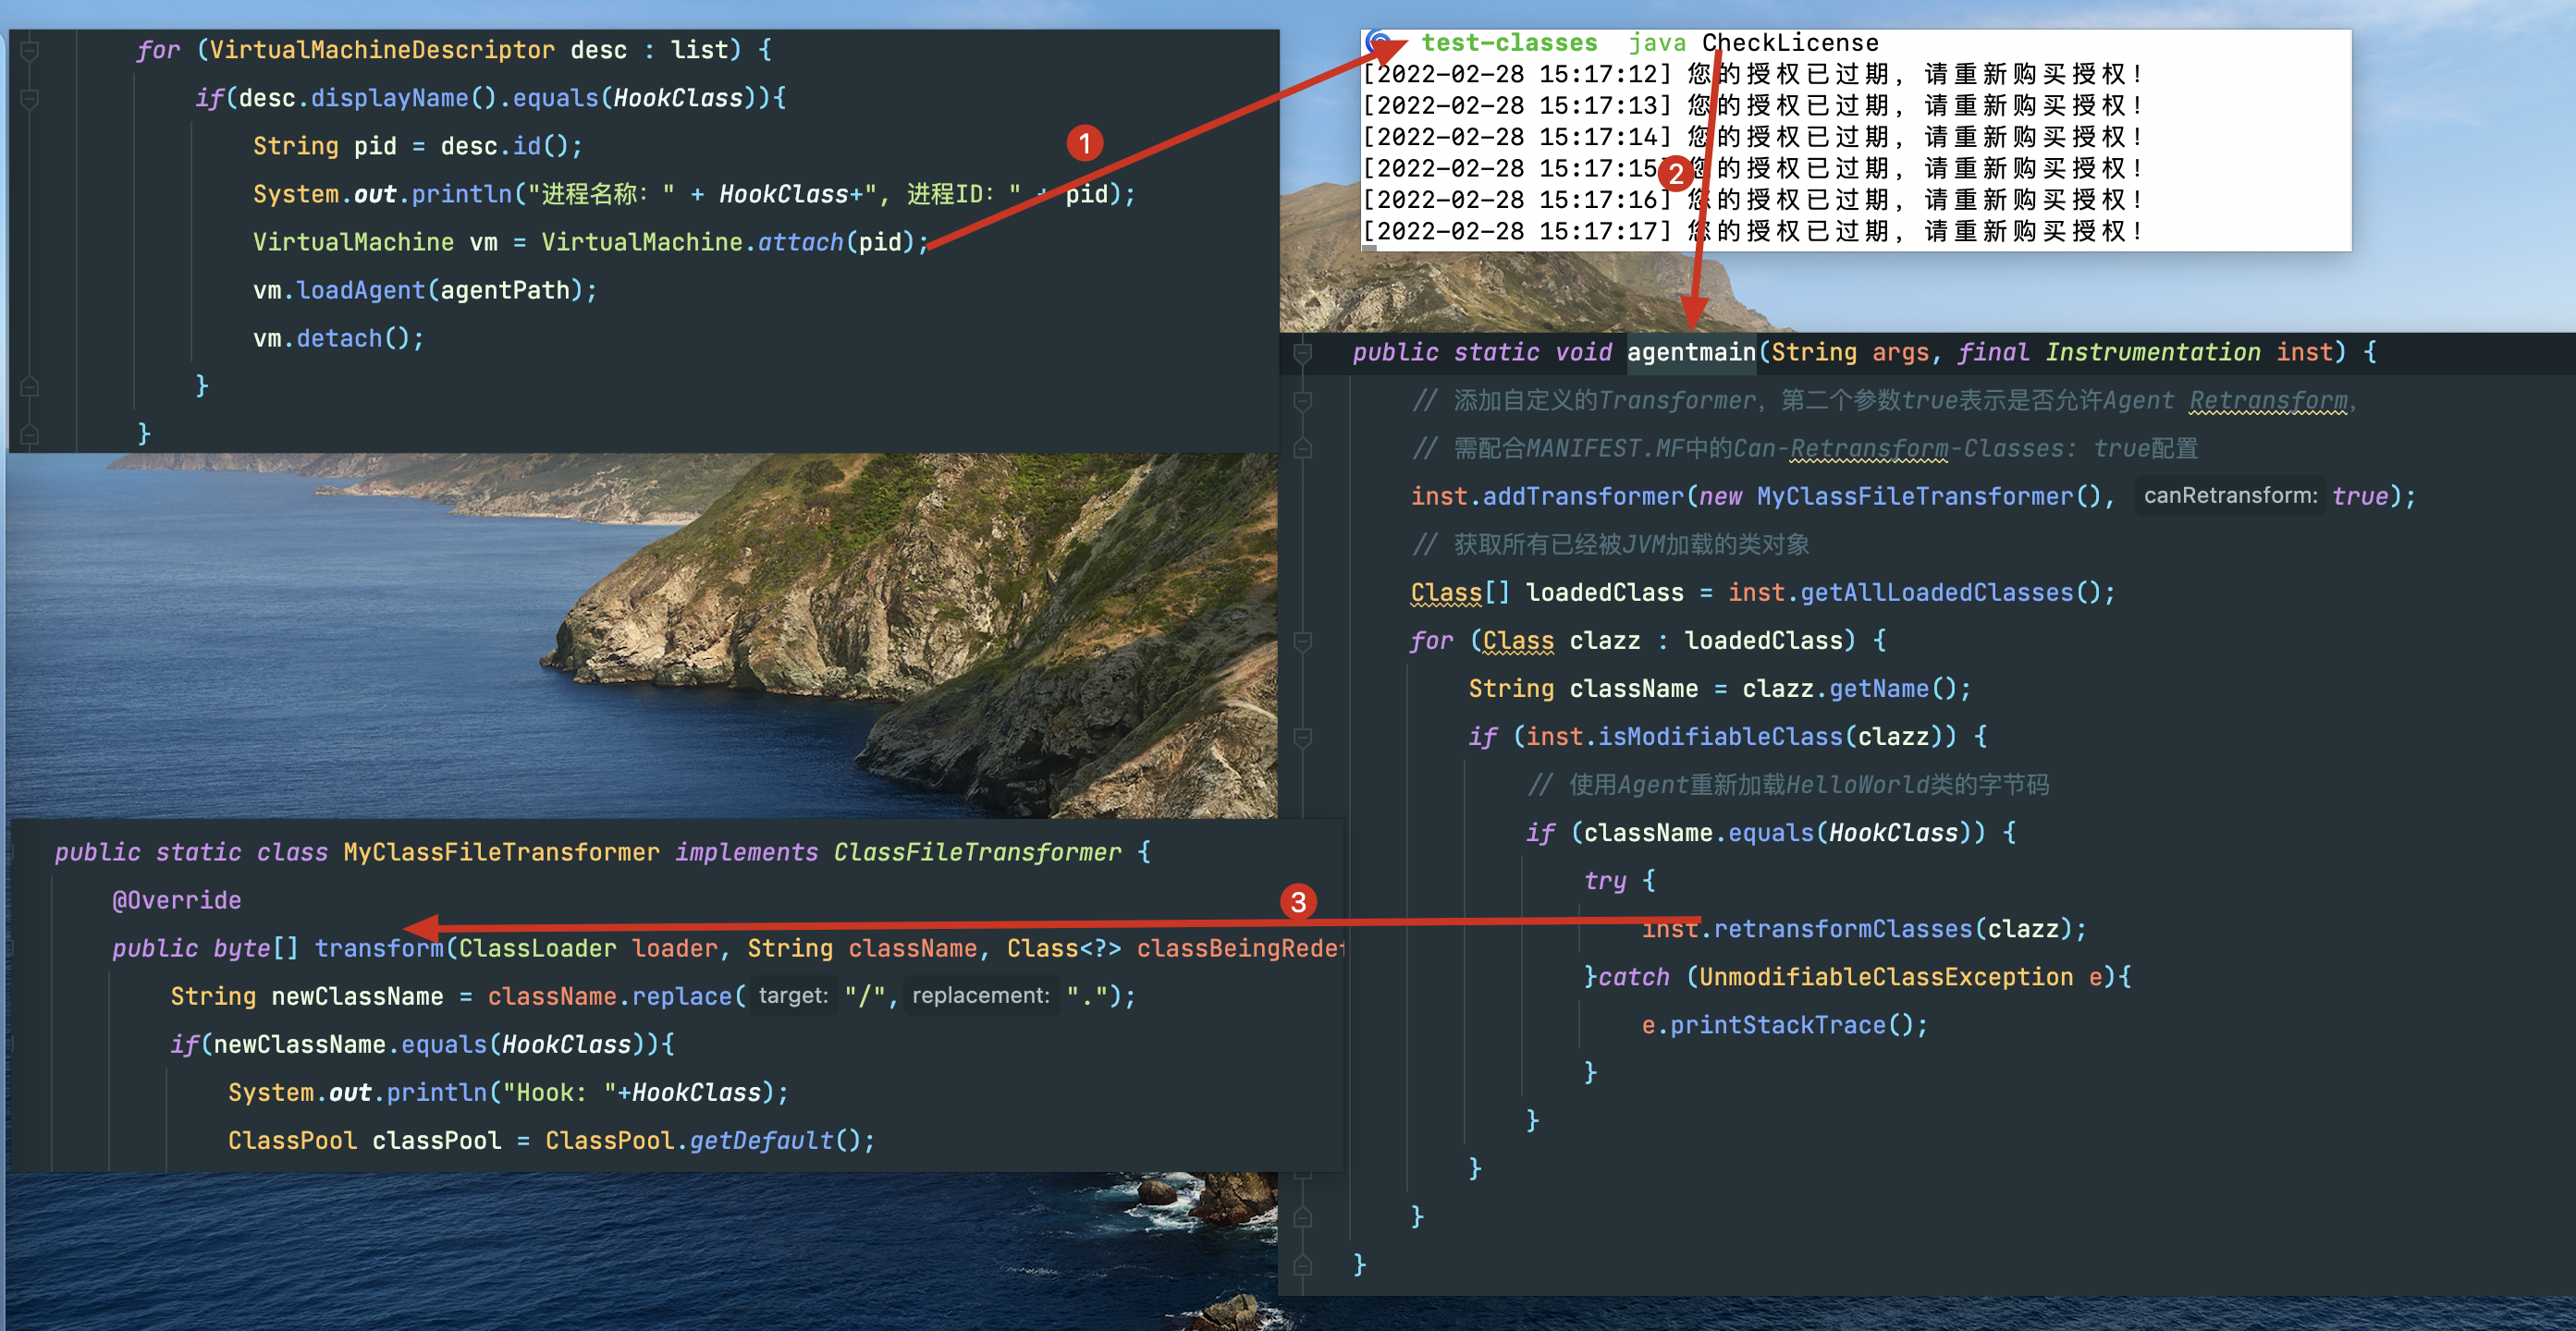 for (VirtualMachineDescriptor desc : list) {
if(desc.displayName().equals(HookClass)){
String pid = desc.id();
System.out.println("进程名称：" + HookClass+", 进程ID：" + pid);
VirtualMachine vm = VirtualMachine.attach(pid);
vm.loadAgent(agentPath);
vm.detach();
}
}
1
test-classes java CheckLicense
[2022-02-28 15:17:12] 您的授权已过期，请重新购买授权！
[2022-02-28 15:17:13] 您的授权已过期，请重新购买授权！
[2022-02-28 15:17:14] 您的授权已过期，请重新购买授权！
[2022-02-28 15:17:15] 您的授权已过期，请重新购买授权！
[2022-02-28 15:17:16] 您的授权已过期，请重新购买授权！
[2022-02-28 15:17:17] 您的授权已过期，请重新购买授权！
2
public static void agentmain(String args, final Instrumentation inst) {
// 添加自定义的Transformer，第二个参数true表示是否允许Agent Retransform，
// 需配合MANIFEST.MF中的Can-Retransform-Classes: true配置
inst.addTransformer(new MyClassFileTransformer(), canRetransform: true);
// 获取所有已经被JVM加载的类对象
Class[] loadedClass = inst.getAllLoadedClasses();
for (Class clazz : loadedClass) {
String className = clazz.getName();
if (inst.isModifiableClass(clazz)) {
// 使用Agent重新加载HelloWorld类的字节码
if (className.equals(HookClass)) {
try {
inst.retransformClasses(clazz);
}catch (UnmodifiableClassException e){
e.printStackTrace();
}
}
}
}
}
3
public static class MyClassFileTransformer implements ClassFileTransformer {
@Override
public byte[] transform(ClassLoader loader, String className, Class<?> classBeingRedef
String newClassName = className.replace( target: "/", replacement: ".");
if(newClassName.equals(HookClass)){
System.out.println("Hook: "+HookClass);
ClassPool classPool = ClassPool.getDefault();